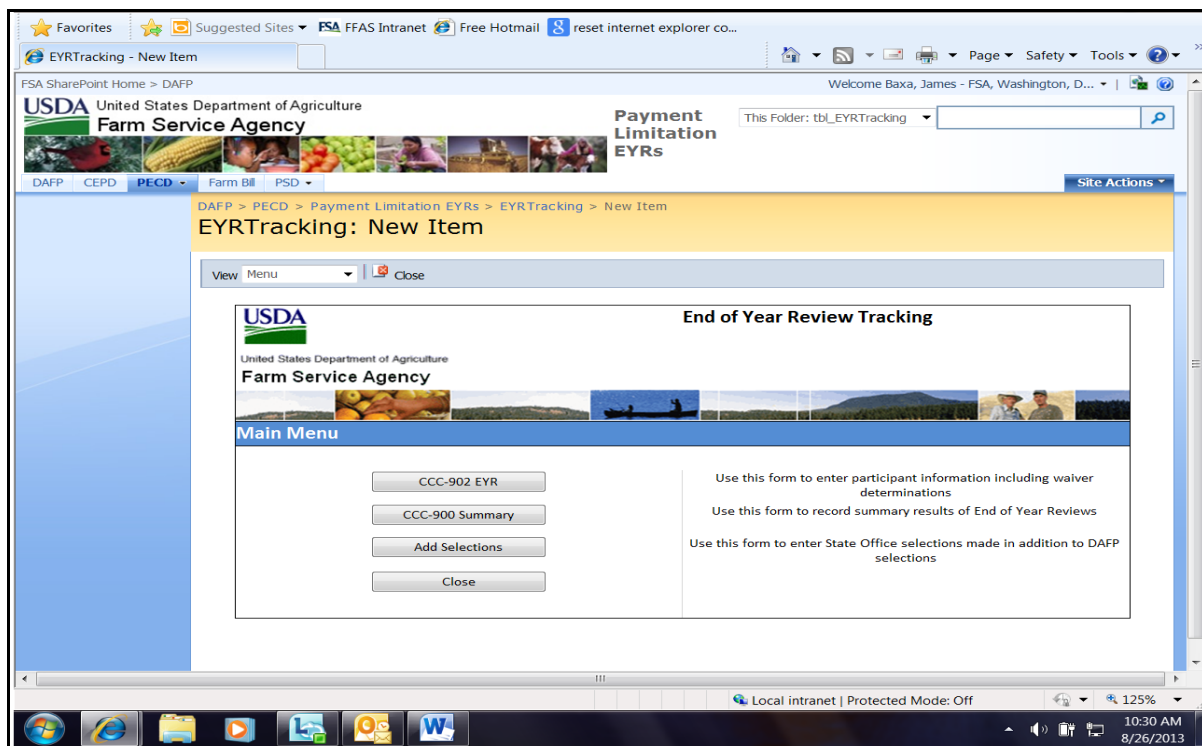 Favorites
Suggested Sites
FSA FFAS Intranet
Free Hotmail
8 reset internet explorer co...
EYRTracking - New Item
Page Safety Tools
FSA SharePoint Home > DAFP
Welcome Baxa, James - FSA, Washington, D...
USDA United States Department of Agriculture
Farm Service Agency
Payment
Limitation
EYRs
This Folder: tbl_EYRTracking
DAFP CEPD PECD Farm Bill PSD
Site Actions
DAFP > PECD > Payment Limitation EYRs > EYRTracking > New Item
EYRTracking: New Item
View Menu Close
USDA
End of Year Review Tracking
United States Department of Agriculture
Farm Service Agency
Main Menu
CCC-902 EYR
Use this form to enter participant information including waiver
determinations
CCC-900 Summary
Use this form to record summary results of End of Year Reviews
Add Selections
Use this form to enter State Office selections made in addition to DAFP
selections
Close
Local intranet | Protected Mode: Off
125%
10:30 AM
8/26/2013